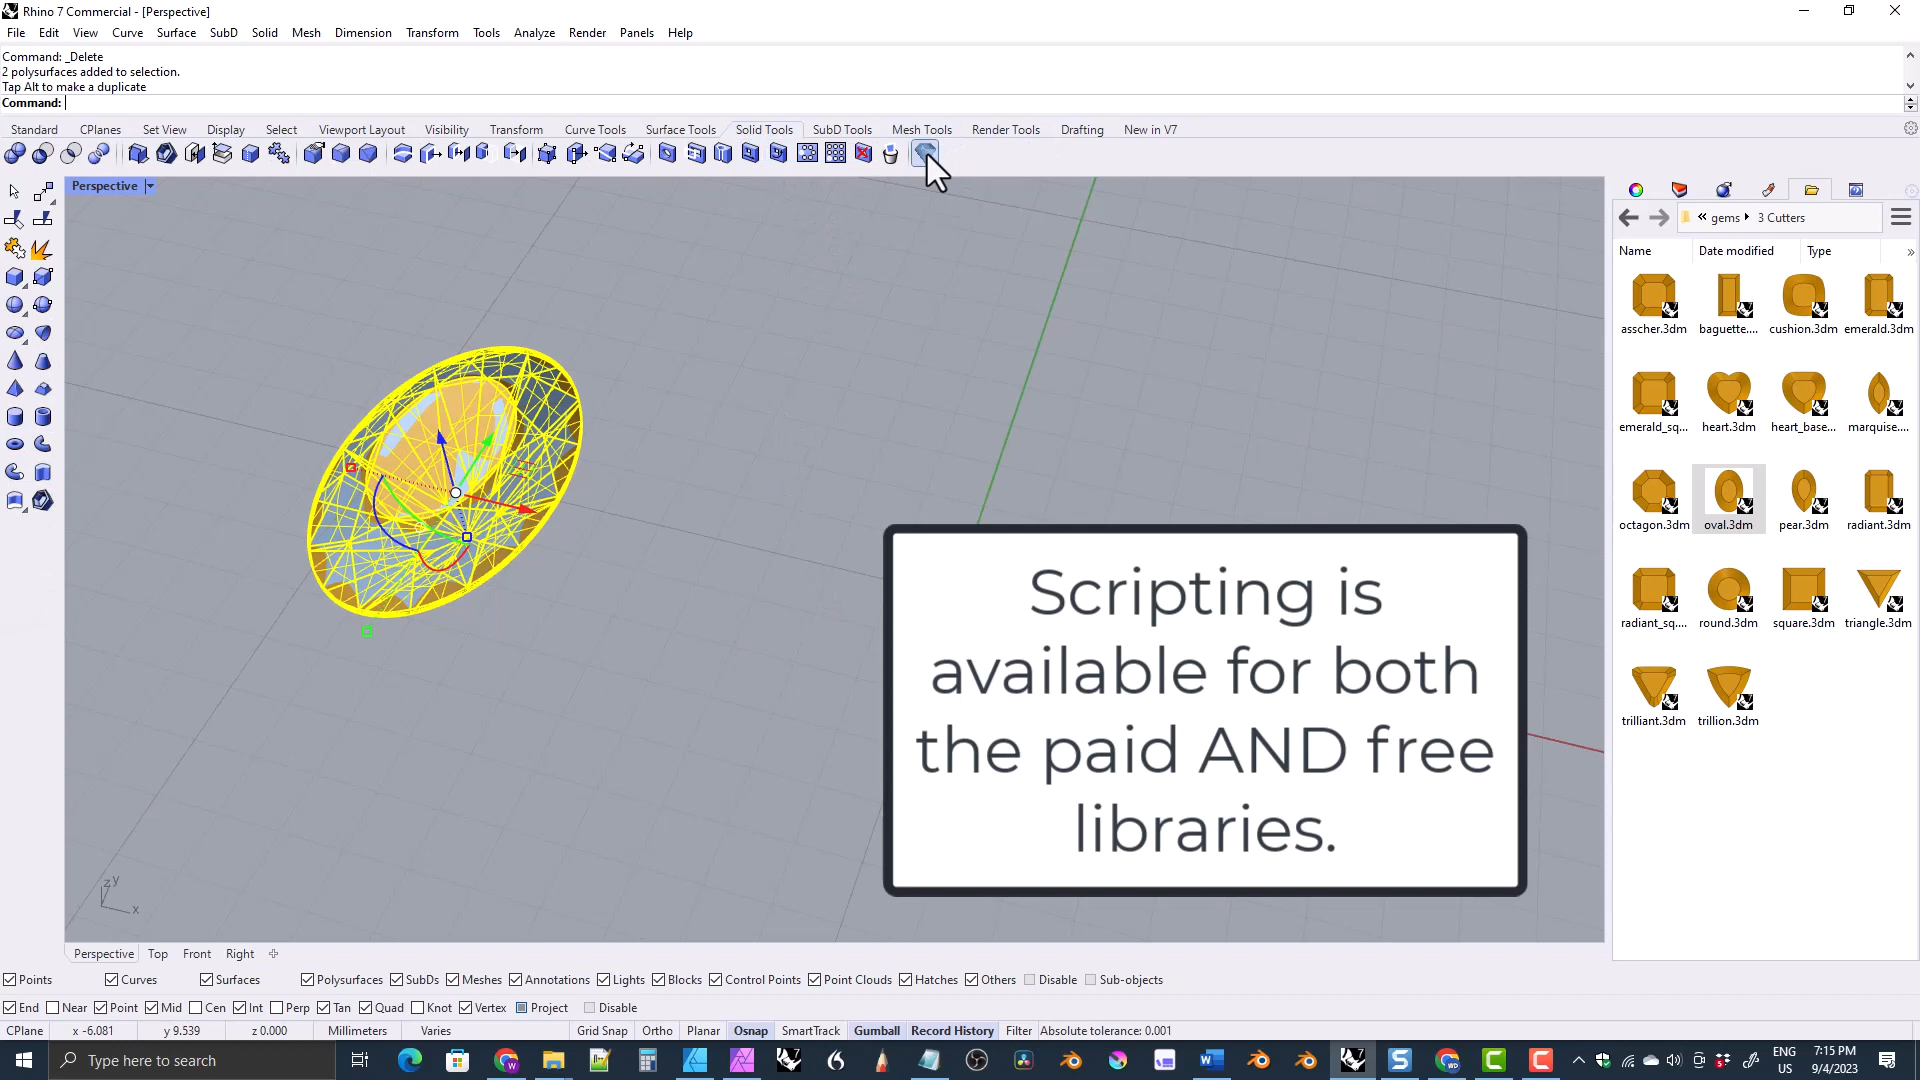 Rhino 7 Commercial - [Perspective]
File Edit View Curve Surface SubD Solid Mesh Dimension Transform Tools Analyze Render Panels Help
Command: _Delete
2 polysurfaces added to selection.
Tap Alt to make a duplicate
Command:
Standard CPlanes Set View Display Select Viewport Layout Visibility Transform Curve Tools Surface Tools Solid Tools SubD Tools Mesh Tools Render Tools Drafting New in V7
Perspective
« gems 3 Cutters
Name Date modified Type »
asscher.3dm baguette.... cushion.3dm emerald.3dm
emerald_sq... heart.3dm heart_base... marquise....
octagon.3dm oval.3dm pear.3dm radiant.3dm
radiant_sq.... round.3dm square.3dm triangle.3dm
trilliant.3dm trillion.3dm
Scripting is
available for both
the paid AND free
libraries.
z y
x
Perspective Top Front Right
Points Curves Surfaces Polysurfaces SubDs Meshes Annotations Lights Blocks Control Points Point Clouds Hatches Others Disable Sub-objects
End Near Point Mid Cen Int Perp Tan Quad Knot Vertex Project Disable
CPlane x -6.081 y 9.539 z 0.000 Millimeters Varies Grid Snap Ortho Planar Osnap SmartTrack Gumball Record History Filter Absolute tolerance: 0.001
Type here to search
ENG
US
7:15 PM
9/4/2023